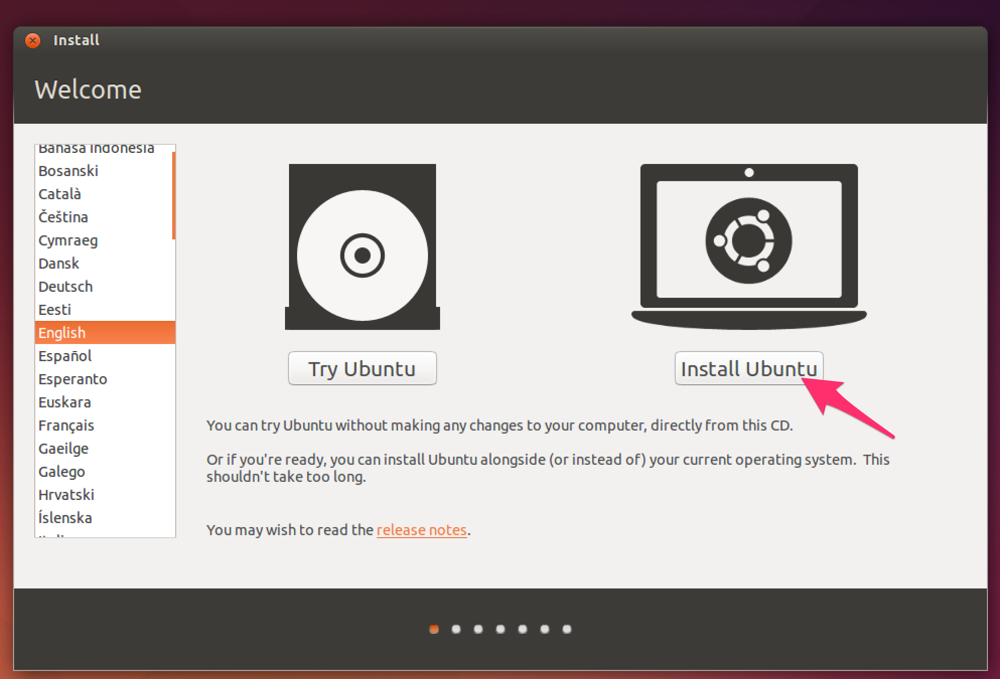 Install
Welcome
Bahasa Indonesia
Bosanski
Català
Čeština
Cymraeg
Dansk
Deutsch
Eesti
English
Español
Esperanto
Euskara
Français
Gaeilge
Galego
Hrvatski
Íslenska
Try Ubuntu
Install Ubuntu
You can try Ubuntu without making any changes to your computer, directly from this CD.
Or if you're ready, you can install Ubuntu alongside (or instead of) your current operating system.  This
shouldn't take too long.
You may wish to read the release notes.